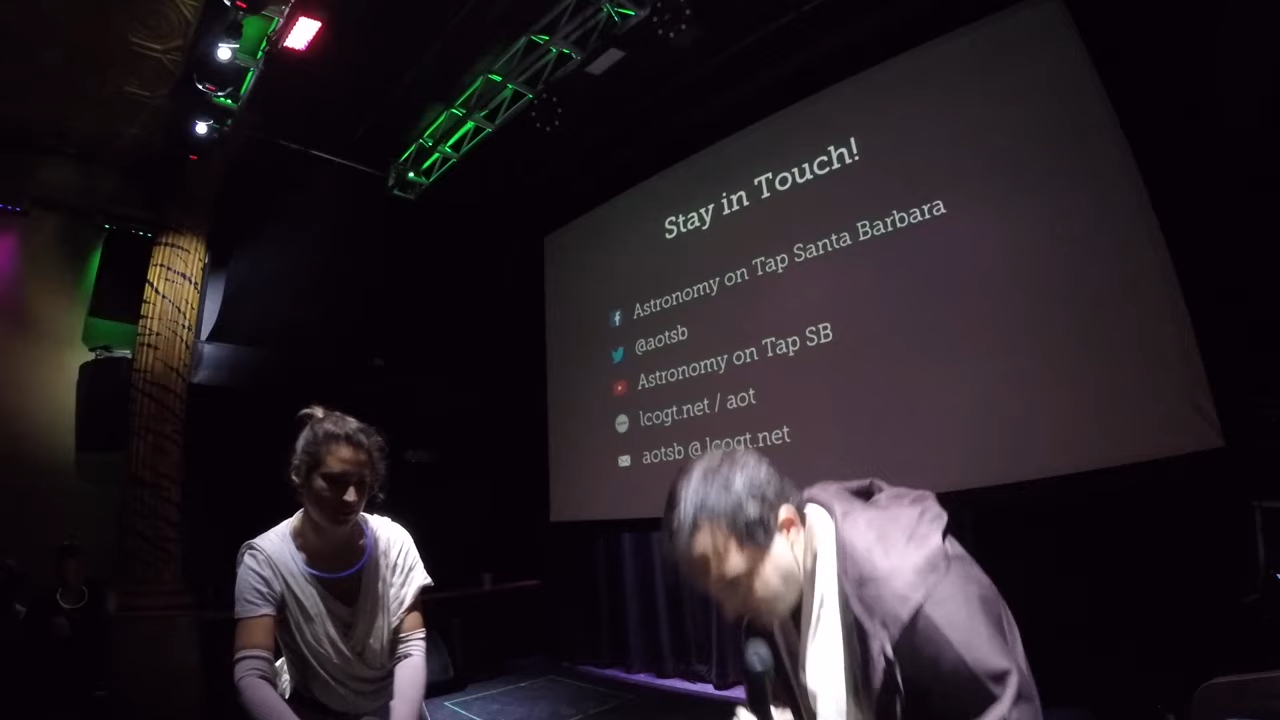 Stay in Touch!
Astronomy on Tap Santa Barbara
@aotsb
Astronomy on Tap SB
lcogt.net / aot
aotsb @ lcogt.net